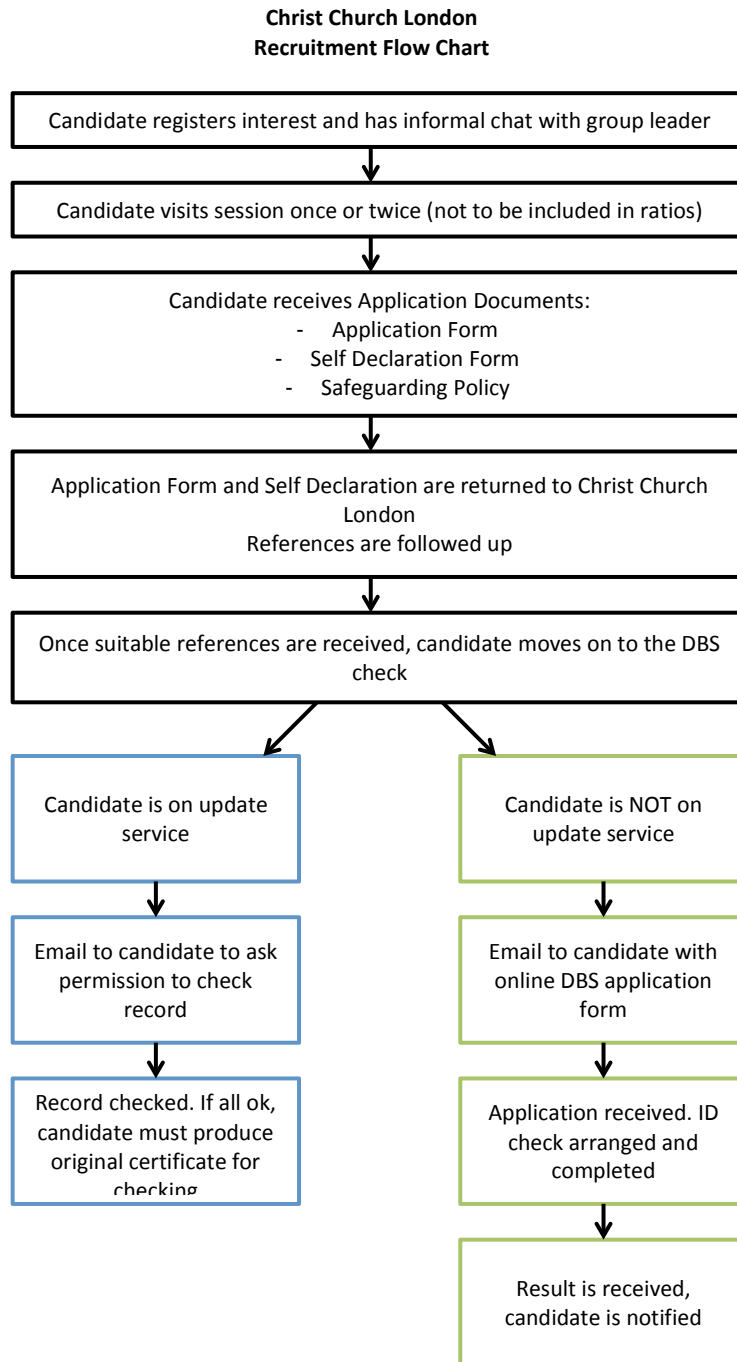 Christ Church London
Recruitment Flow Chart
Candidate registers interest and has informal chat with group leader
Candidate visits session once or twice (not to be included in ratios)
Candidate receives Application Documents:
- Application Form
- Self Declaration Form
- Safeguarding Policy
Application Form and Self Declaration are returned to Christ Church
London
References are followed up
Once suitable references are received, candidate moves on to the DBS
check
Candidate is on update
service
Email to candidate to ask
permission to check
record
Record checked. If all ok,
candidate must produce
original certificate for
checking
Candidate is NOT on
update service
Email to candidate with
online DBS application
form
Application received. ID
check arranged and
completed
Result is received,
candidate is notified